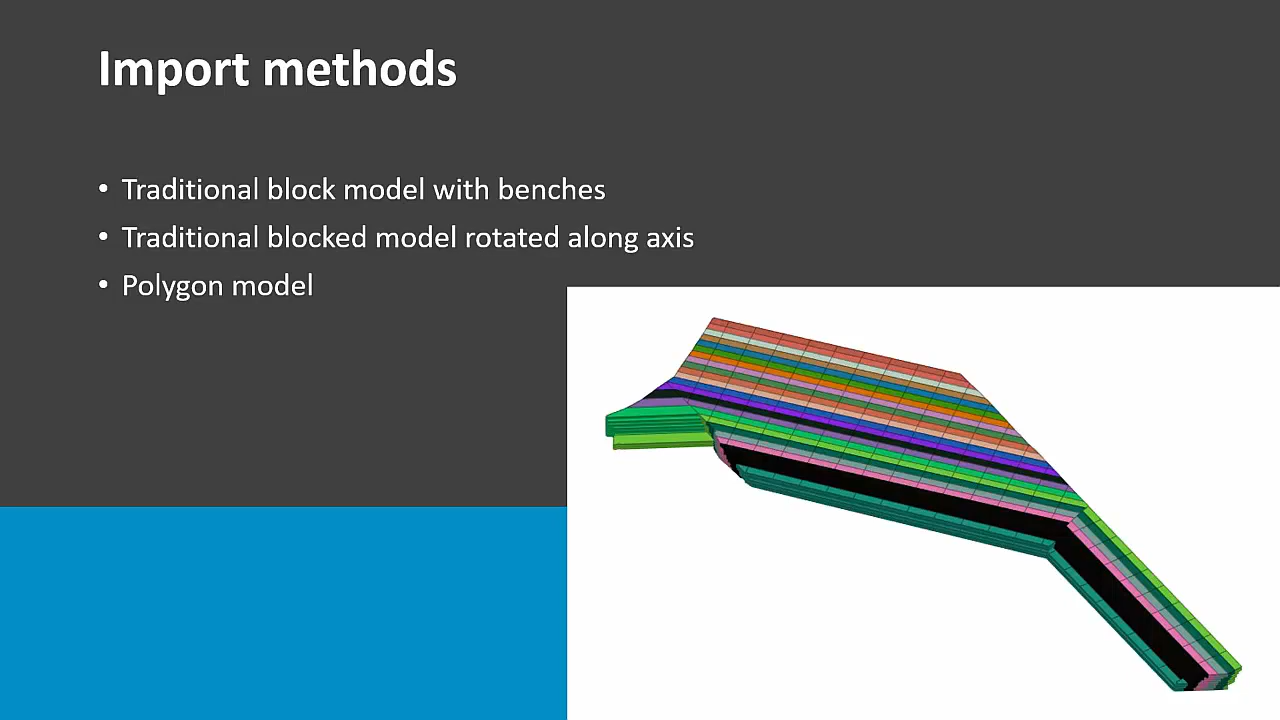 Import methods
• Traditional block model with benches
• Traditional blocked model rotated along axis
• Polygon model